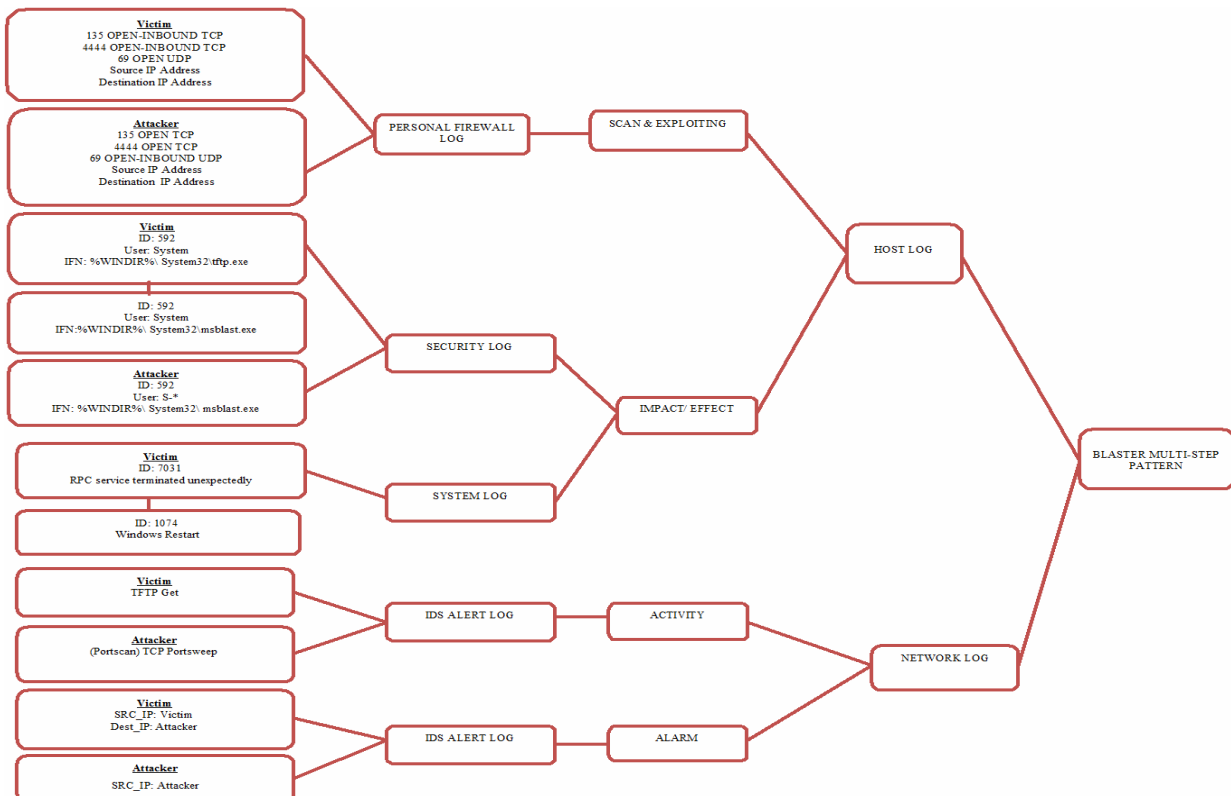 Victim
135 OPEN-INBOUND TCP
4444 OPEN-INBOUND TCP
69 OPEN UDP
Source IP Address
Destination IP Address
Attacker
135 OPEN TCP
4444 OPEN TCP
69 OPEN-INBOUND UDP
Source IP Address
Destination IP Address
PERSONAL FIREWALL
LOG
SCAN & EXPLOITING
Victim
ID: 592
User: System
IFN: %WINDIR%\ System32\tftp.exe
ID: 592
User: System
IFN:%WINDIR%\ System32\msblast.exe
Attacker
ID: 592
User: S-*
IFN: %WINDIR%\ System32\ msblast.exe
SECURITY LOG
Victim
ID: 7031
RPC service terminated unexpectedly
ID: 1074
Windows Restart
SYSTEM LOG
IMPACT/ EFFECT
HOST LOG
Victim
TFTP Get
Attacker
(Portscan) TCP Portsweep
IDS ALERT LOG
ACTIVITY
Victim
SRC_IP: Victim
Dest_IP: Attacker
Attacker
SRC_IP: Attacker
IDS ALERT LOG
ALARM
NETWORK LOG
BLASTER MULTI-STEP
PATTERN